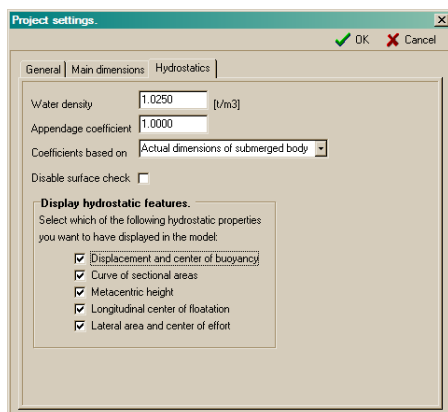 Project settings.
OK Cancel
General Main dimensions Hydrostatics
Water density 1.0250 [t/m3]
Appendage coefficient 1.0000
Coefficients based on Actual dimensions of submerged body
Disable surface check
Display hydrostatic features.
Select which of the following hydrostatic properties
you want to have displayed in the model:
Displacement and center of buoyancy
Curve of sectional areas
Metacentric height
Longitudinal center of floatation
Lateral area and center of effort